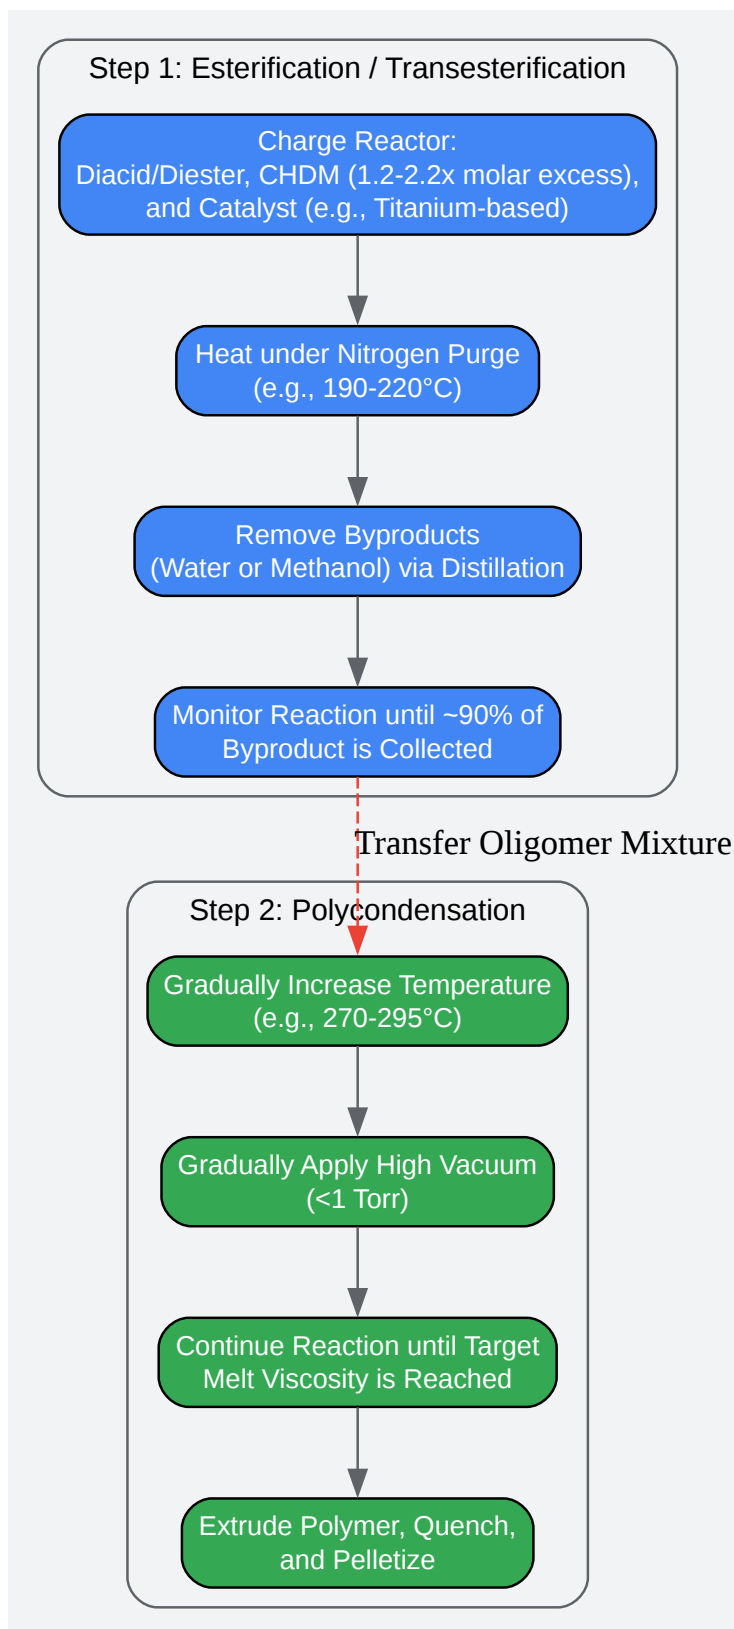 Step 1: Esterification / Transesterification
Charge Reactor:
Diacid/Diester, CHDM (1.2-2.2x molar excess),
and Catalyst (e.g., Titanium-based)
Heat under Nitrogen Purge
(e.g., 190-220°C)
Remove Byproducts
(Water or Methanol) via Distillation
Monitor Reaction until ~90% of
Byproduct is Collected
Transfer Oligomer Mixture
Step 2: Polycondensation
Gradually Increase Temperature
(e.g., 270-295°C)
Gradually Apply High Vacuum
(<1 Torr)
Continue Reaction until Target
Melt Viscosity is Reached
Extrude Polymer, Quench,
and Pelletize